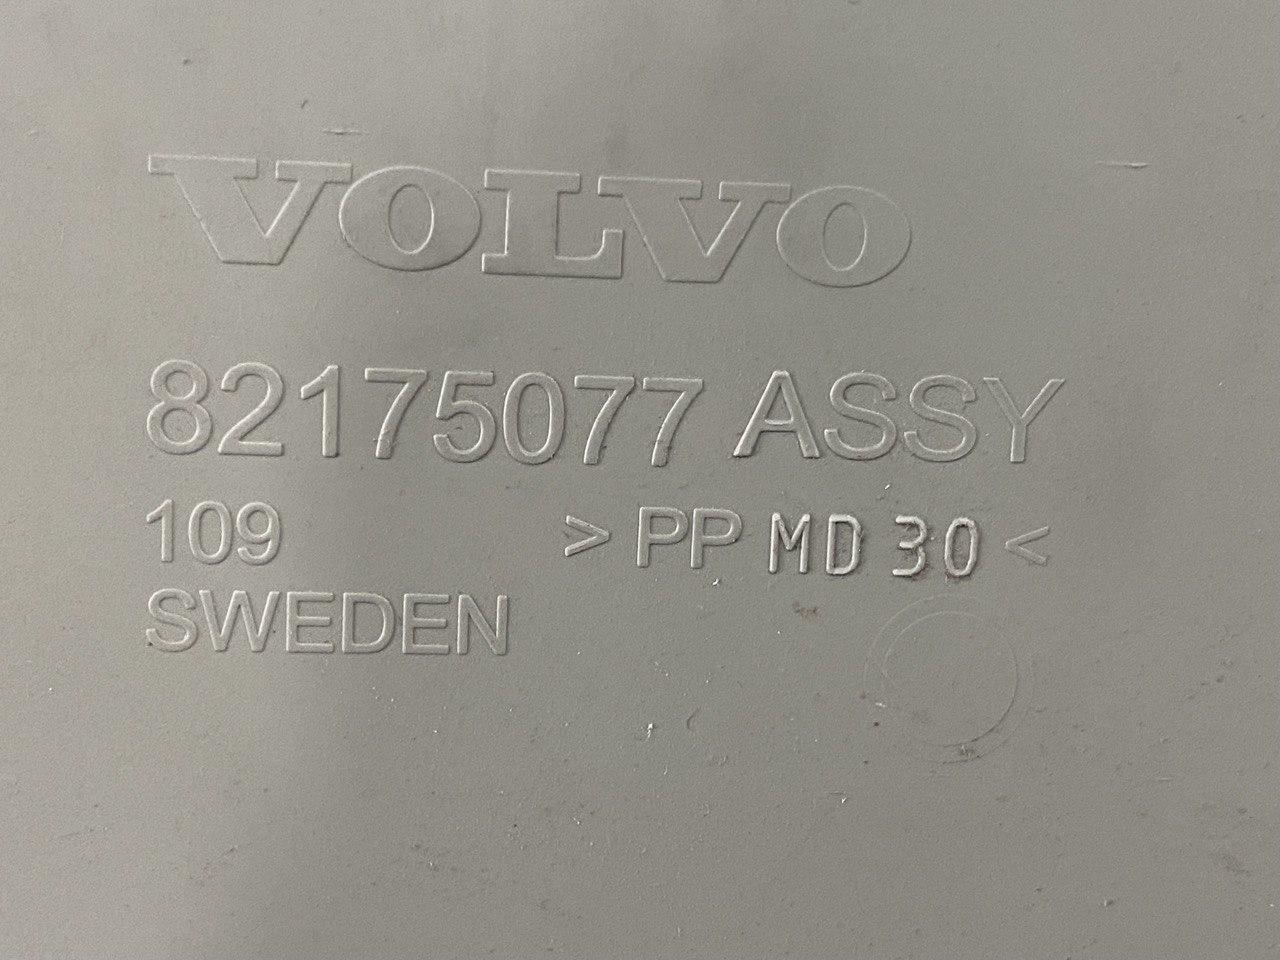 VOLVO
82175077 ASSY
109 > PP MD 30 <
SWEDEN